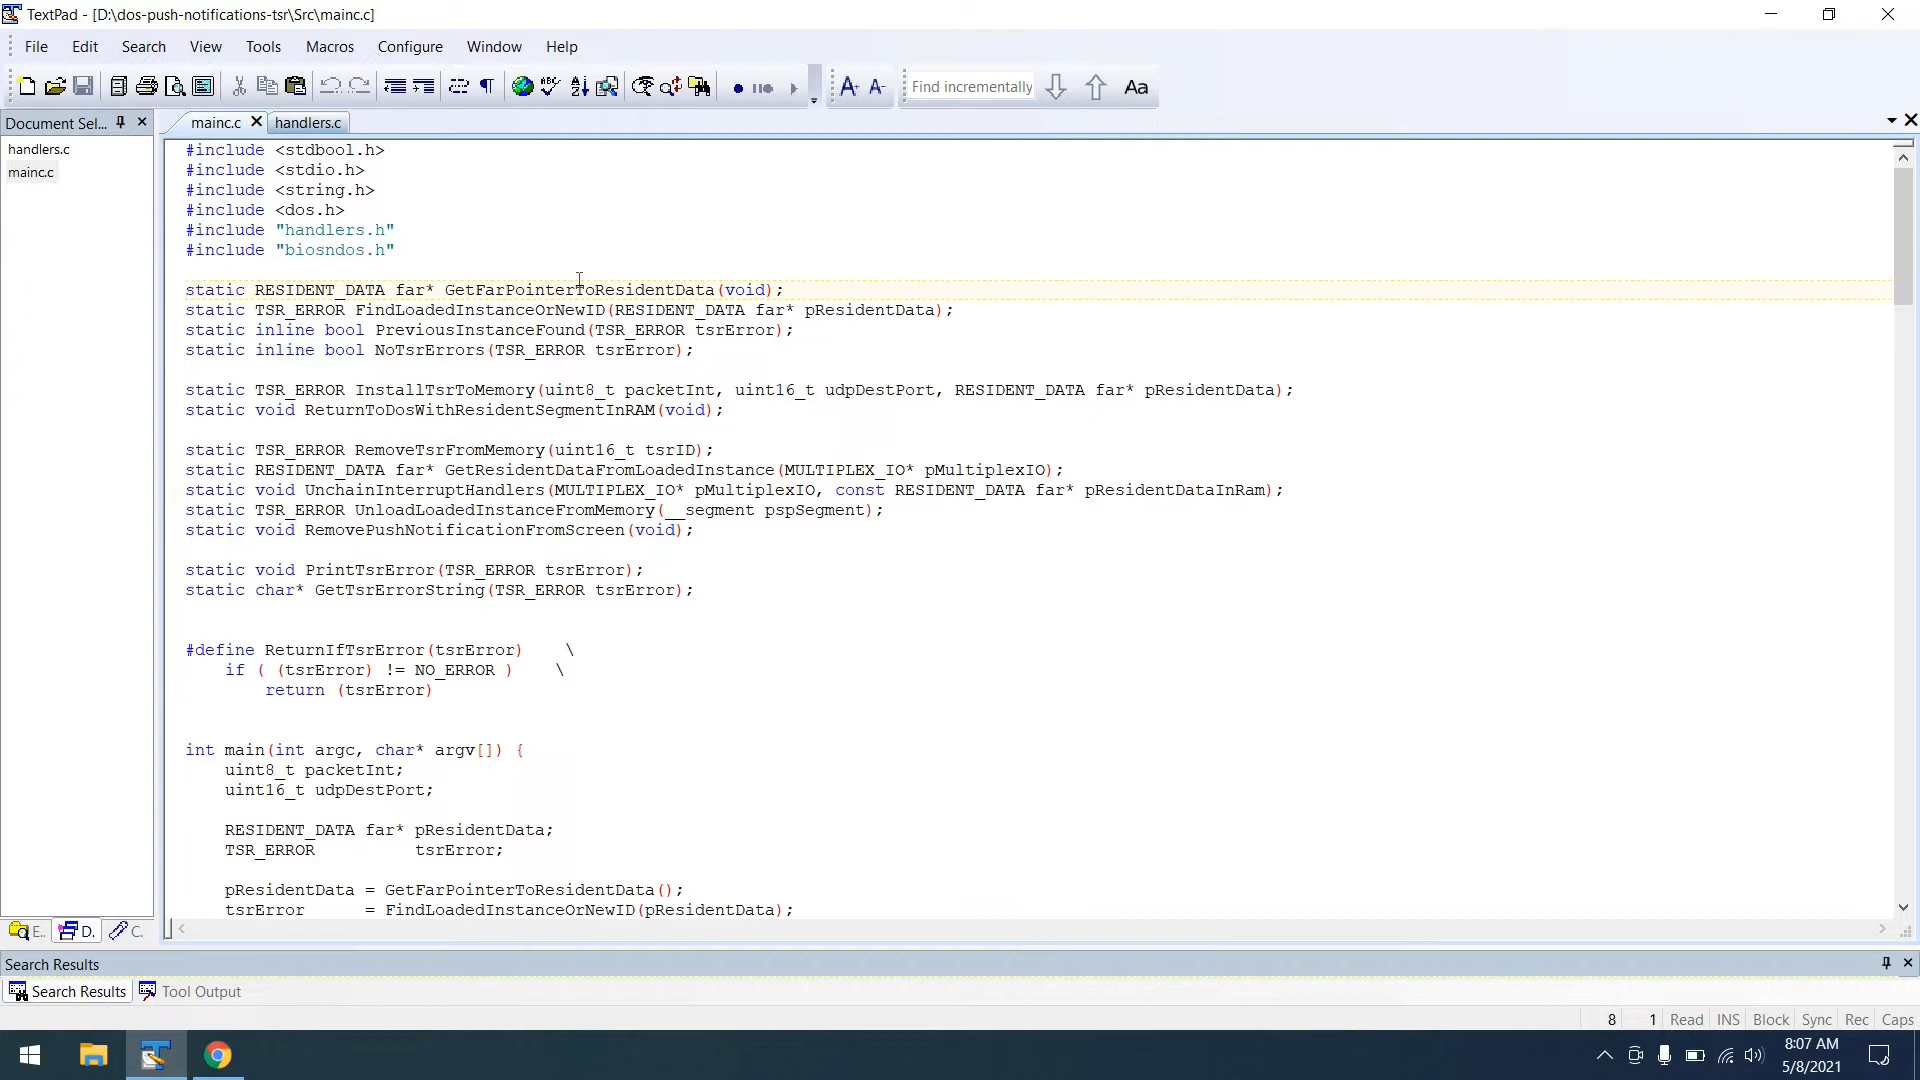 TextPad - [D:\dos-push-notifications-tsr\Src\mainc.c]
File Edit Search View Tools Macros Configure Window Help
Find incrementally Aa
Document Sel...
mainc.c handlers.c
handlers.c
mainc.c
#include <stdbool.h>
#include <stdio.h>
#include <string.h>
#include <dos.h>
#include "handlers.h"
#include "biosndos.h"
static RESIDENT_DATA far* GetFarPointerToResidentData(void);
static TSR_ERROR FindLoadedInstanceOrNewID(RESIDENT_DATA far* pResidentData);
static inline bool PreviousInstanceFound(TSR_ERROR tsrError);
static inline bool NoTsrErrors(TSR_ERROR tsrError);
static TSR_ERROR InstallTsrToMemory(uint8_t packetInt, uint16_t udpDestPort, RESIDENT_DATA far* pResidentData);
static void ReturnToDosWithResidentSegmentInRAM(void);
static TSR_ERROR RemoveTsrFromMemory(uint16_t tsrID);
static RESIDENT_DATA far* GetResidentDataFromLoadedInstance(MULTIPLEX_IO* pMultiplexIO);
static void UnchainInterruptHandlers(MULTIPLEX_IO* pMultiplexIO, const RESIDENT_DATA far* pResidentDataInRam);
static TSR_ERROR UnloadLoadedInstanceFromMemory(__segment pspSegment);
static void RemovePushNotificationFromScreen(void);
static void PrintTsrError(TSR_ERROR tsrError);
static char* GetTsrErrorString(TSR_ERROR tsrError);
#define ReturnIfTsrError(tsrError) \
if ( (tsrError) != NO_ERROR ) \
return (tsrError)
int main(int argc, char* argv[]) {
uint8_t packetInt;
uint16_t udpDestPort;
RESIDENT_DATA far* pResidentData;
TSR_ERROR tsrError;
pResidentData = GetFarPointerToResidentData();
tsrError = FindLoadedInstanceOrNewID(pResidentData);
E.. D. C.
Search Results
Search Results Tool Output
8 1 Read INS Block Sync Rec Caps
8:07 AM
5/8/2021